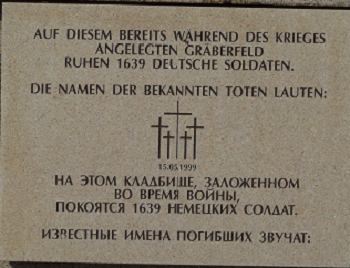 AUF DIESEM BEREITS WÄHREND DES KRIEGES
ANGELEGTEN GRÄBERFELD
RUHEN 1639 DEUTSCHE SOLDATEN.
DIE NAMEN DER BEKANNTEN TOTEN LAUTEN:
15.05.1999
НА ЭТОМ КЛАДБИЩЕ, ЗАЛОЖЕННОМ
ВО ВРЕМЯ ВОЙНЫ,
ПОКОЯТСЯ 1639 НЕМЕЦКИХ СОЛДАТ.
ИЗВЕСТНЫЕ ИМЕНА ПОГИБШИХ ЗВУЧАТ: